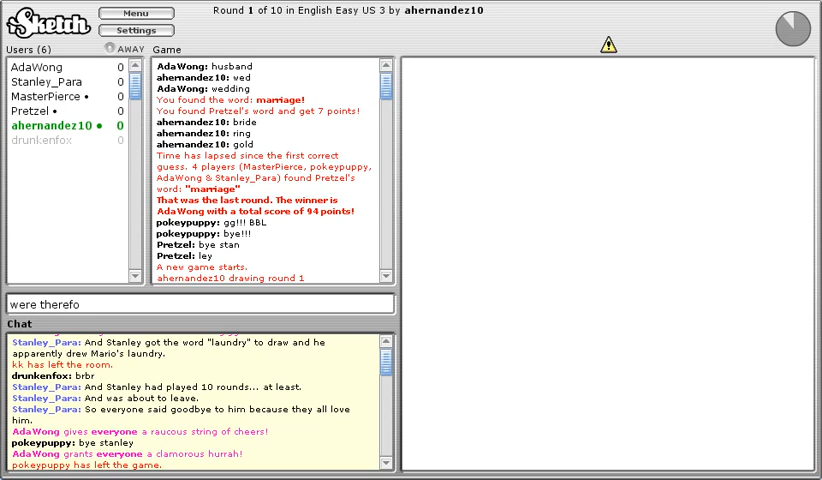 iSketch
Menu
Settings
Round 1 of 10 in English Easy US 3 by ahernandez10
Users (6)
AWAY
AdaWong 0
Stanley_Para 0
MasterPierce • 0
Pretzel • 0
ahernandez10 • 0
drunkenfox 0
Game
AdaWong: husband
ahernandez10: wed
AdaWong: wedding
You found the word: marriage!
You found Pretzel's word and get 7 points!
ahernandez10: bride
ahernandez10: ring
ahernandez10: gold
Time has lapsed since the first correct
guess. 4 players (MasterPierce, pokeypuppy,
AdaWong & Stanley_Para) found Pretzel's
word: "marriage"
That was the last round. The winner is
AdaWong with a total score of 94 points!
pokeypuppy: gg!!! BBL
pokeypuppy: bye!!!
Pretzel: bye stan
Pretzel: ley
A new game starts.
ahernandez10 drawing round 1
were therefo
Chat
Stanley_Para: And Stanley got the word "laundry" to draw and he
apparently drew Mario's laundry.
kk has left the room.
drunkenfox: brbr
Stanley_Para: And Stanley had played 10 rounds... at least.
Stanley_Para: And was about to leave.
Stanley_Para: So everyone said goodbye to him because they all love
him.
AdaWong gives everyone a raucous string of cheers!
pokeypuppy: bye stanley
AdaWong grants everyone a clamorous hurrah!
pokeypuppy has left the game.